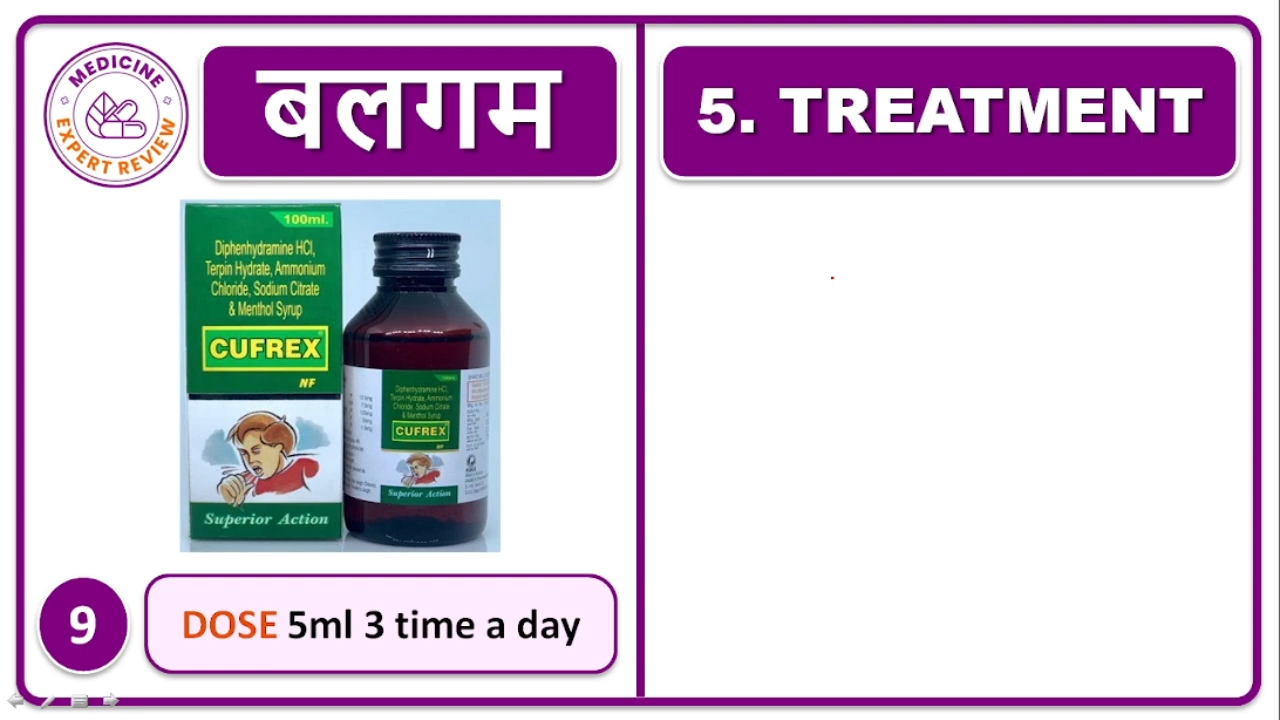 MEDICINE
EXPERT REVIEW
बलगम
5. TREATMENT
100ml.
Diphenhydramine HCl,
Terpin Hydrate, Ammonium
Chloride, Sodium Citrate
& Menthol Syrup
CUFREX
NF
Superior Action
Diphenhydramine HCl,
Terpin Hydrate, Ammonium
Chloride, Sodium Citrate
& Menthol Syrup
CUFREX
NF
Superior Action
9
DOSE 5ml 3 time a day